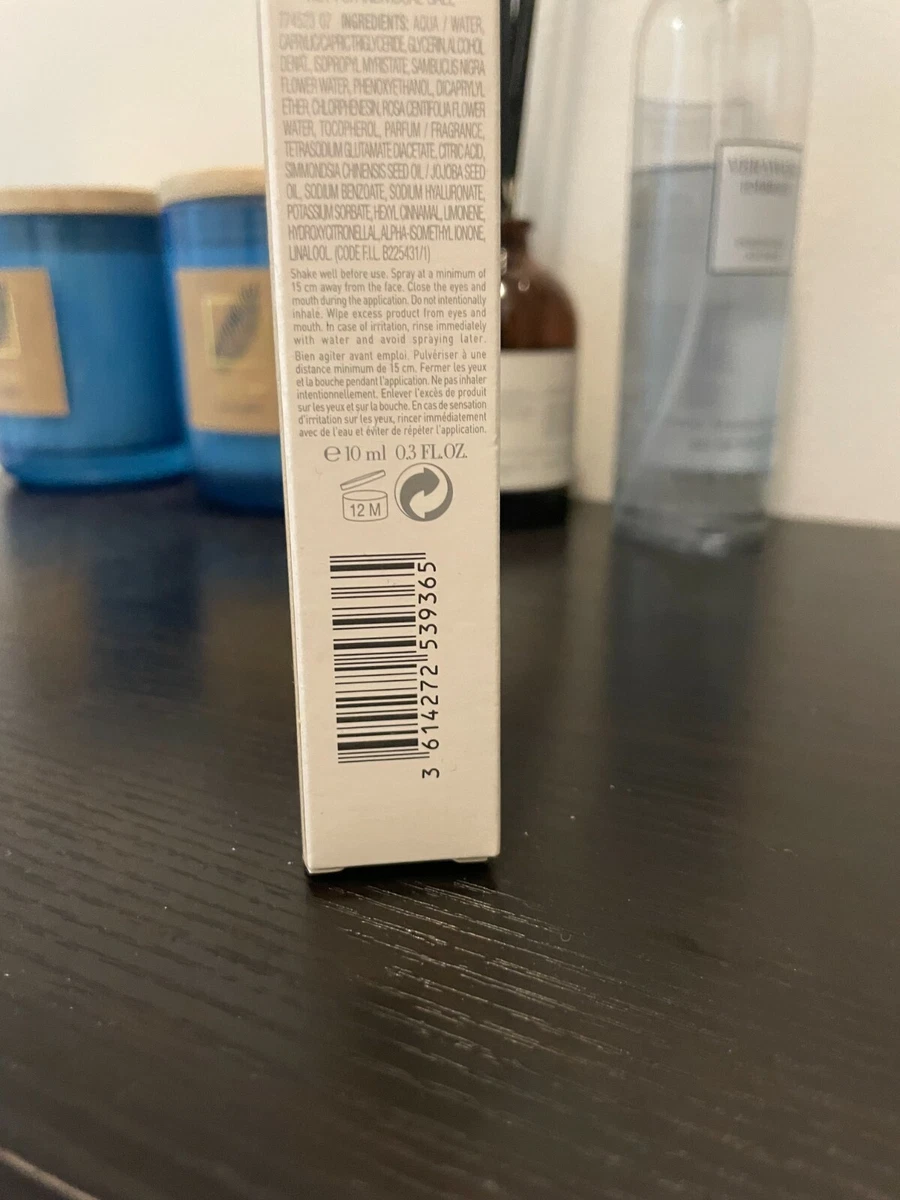 774523 07 INGREDIENTS: AQUA / WATER,
CAPRYLIC/CAPRIC TRIGLYCERIDE, GLYCERIN, ALCOHOL
DENAT., ISOPROPYL MYRISTATE, SAMBUCUS NIGRA
FLOWER WATER, PHENOXYETHANOL, DICAPRYLYL
ETHER, CHLORPHENESIN, ROSA CENTIFOLIA FLOWER
WATER, TOCOPHEROL, PARFUM / FRAGRANCE,
TETRASODIUM GLUTAMATE DIACETATE, CITRIC ACID,
SIMMONDSIA CHINENSIS SEED OIL / JOJOBA SEED
OIL, SODIUM BENZOATE, SODIUM HYALURONATE,
POTASSIUM SORBATE, HEXYL CINNAMAL, LIMONENE,
HYDROXYCITRONELLAL, ALPHA-ISOMETHYL IONONE,
LINALOOL. (CODE F.I.L. B225431/1)
Shake well before use. Spray at a minimum of
15 cm away from the face. Close the eyes and
mouth during the application. Do not intentionally
inhale. Wipe excess product from eyes and
mouth. In case of irritation, rinse immediately
with water and avoid spraying later.
Bien agiter avant emploi. Pulvériser à une
distance minimum de 15 cm. Fermer les yeux
et la bouche pendant l'application. Ne pas inhaler
intentionnellement. Enlever l'excès de produit
sur les yeux et sur la bouche. En cas de sensation
d'irritation sur les yeux, rincer immédiatement
avec de l'eau et éviter de répéter l'application.
℮ 10 ml 0.3 FL.OZ.
12 M
3 614272 539365